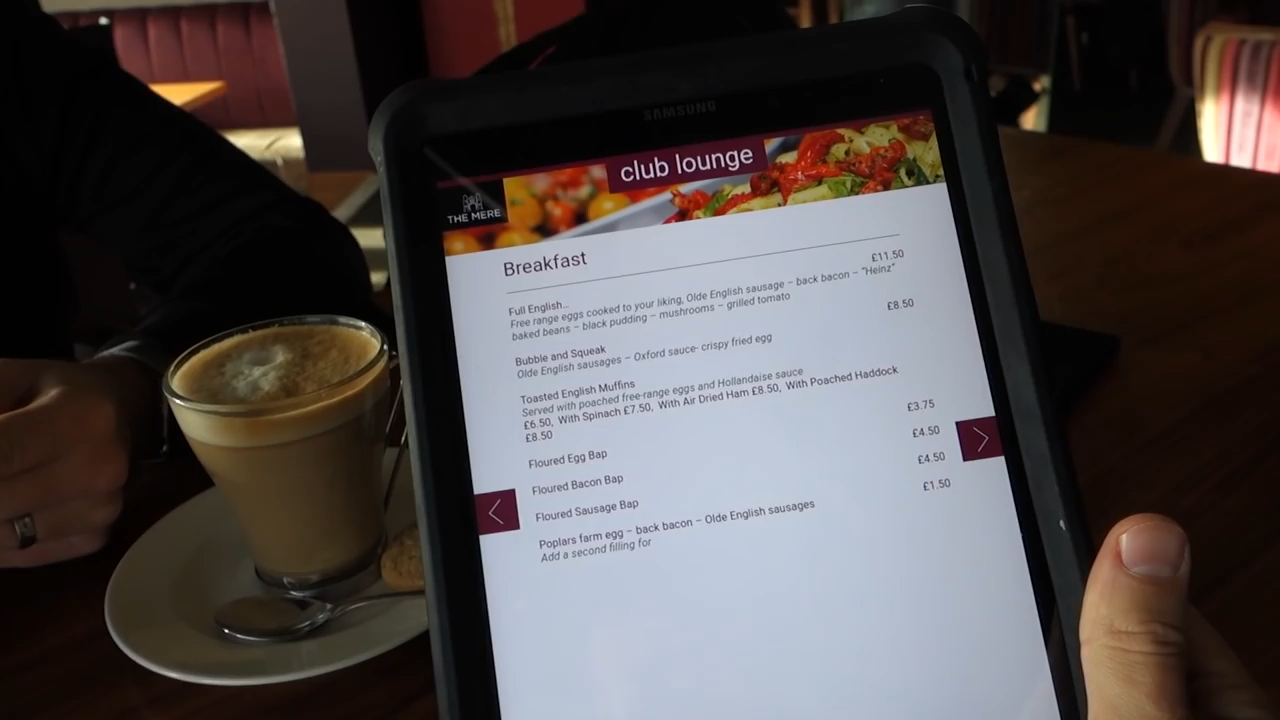 SAMSUNG
club lounge
THE MERE
Breakfast
Full English... £11.50
Free range eggs cooked to your liking, Olde English sausage – back bacon – "Heinz"
baked beans – black pudding – mushrooms – grilled tomato
Bubble and Squeak £8.50
Olde English sausages – Oxford sauce- crispy fried egg
Toasted English Muffins
Served with poached free-range eggs and Hollandaise sauce
£6.50, With Spinach £7.50, With Air Dried Ham £8.50, With Poached Haddock
£8.50
Floured Egg Bap £3.75
Floured Bacon Bap £4.50
Floured Sausage Bap £4.50
Poplars farm egg – back bacon – Olde English sausages £1.50
Add a second filling for